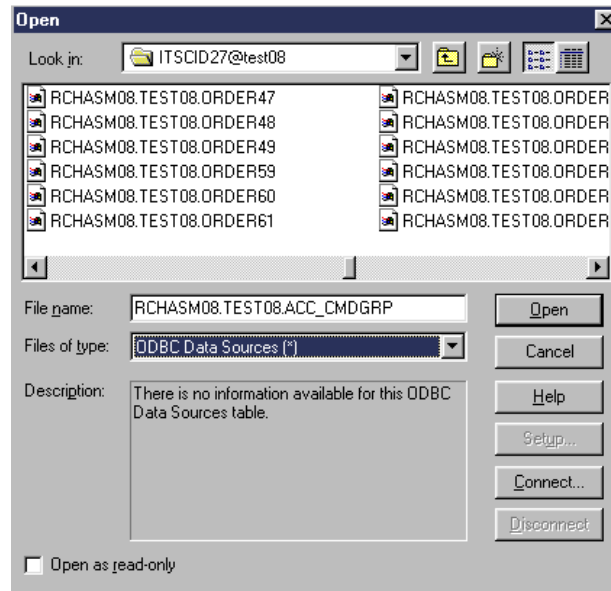 Open
Look in: ITSCID27@test08
RCHASM08.TEST08.ORDER47 RCHASM08.TEST08.ORDER
RCHASM08.TEST08.ORDER48 RCHASM08.TEST08.ORDER
RCHASM08.TEST08.ORDER49 RCHASM08.TEST08.ORDER
RCHASM08.TEST08.ORDER59 RCHASM08.TEST08.ORDER
RCHASM08.TEST08.ORDER60 RCHASM08.TEST08.ORDER
RCHASM08.TEST08.ORDER61 RCHASM08.TEST08.ORDER
File name: RCHASM08.TEST08.ACC_CMDGRP Open
Files of type: ODBC Data Sources (*) Cancel
Description: There is no information available for this ODBC Help
Data Sources table.
Setup...
Connect...
Disconnect
Open as read-only